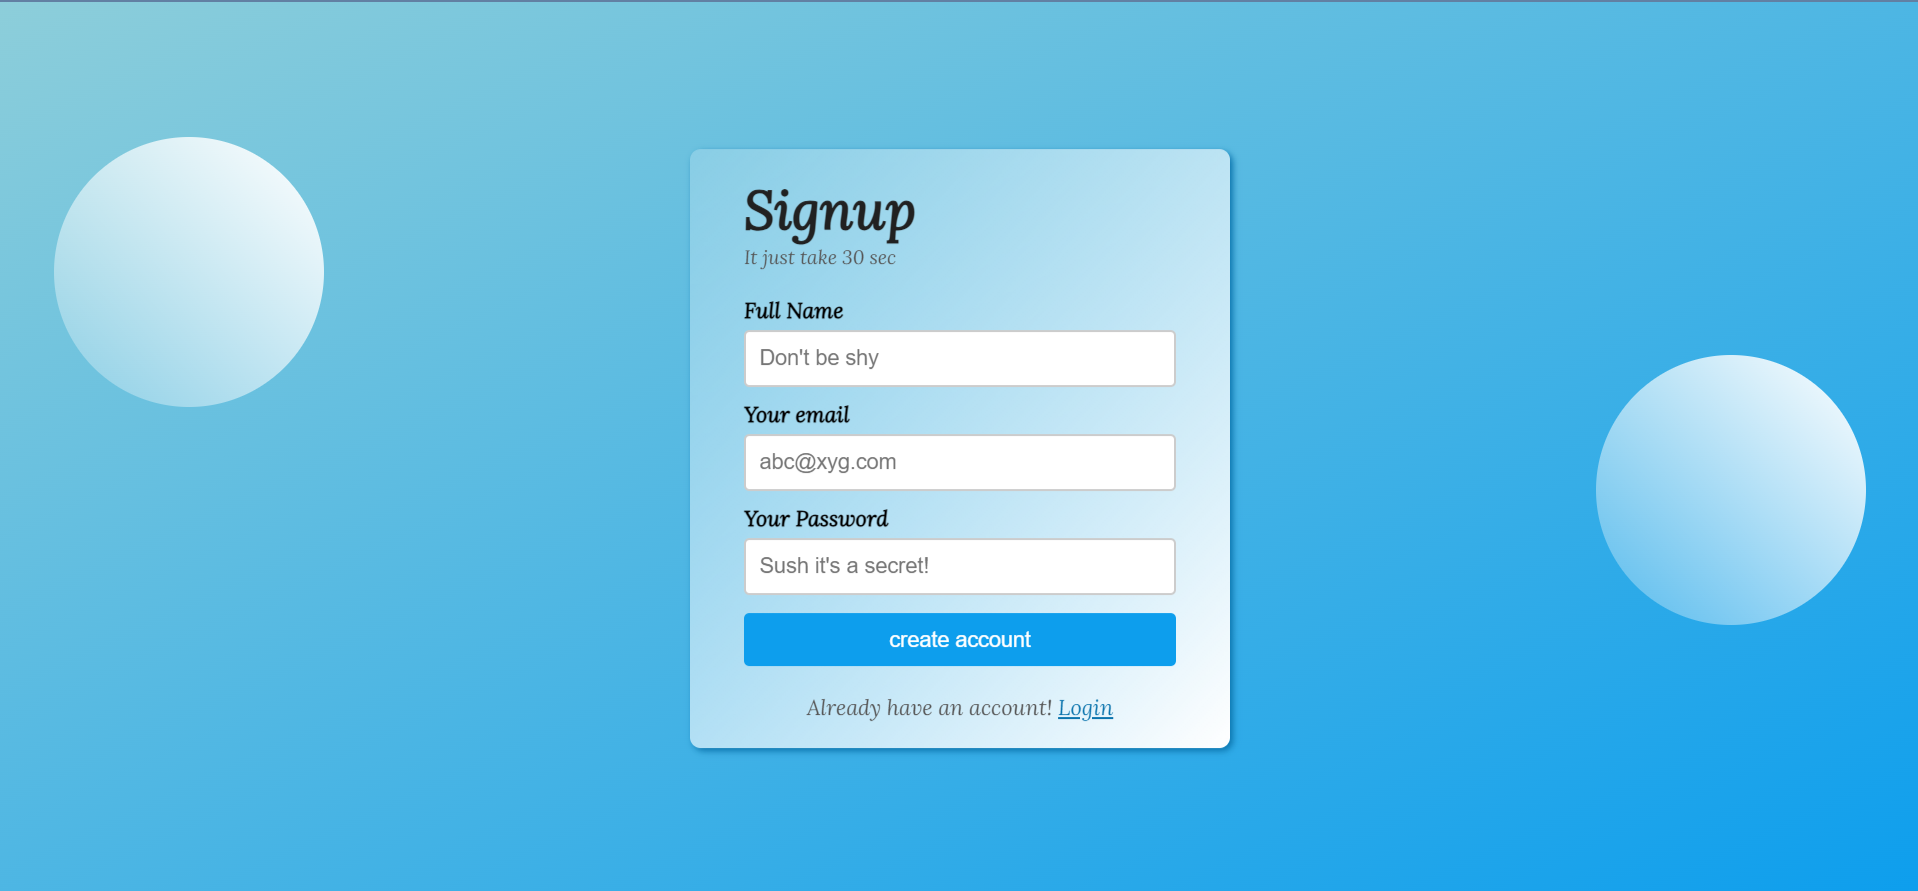 Signup
It just take 30 sec
Full Name
Don't be shy
Your email
abc@xyg.com
Your Password
Sush it's a secret!
create account
Already have an account! Login